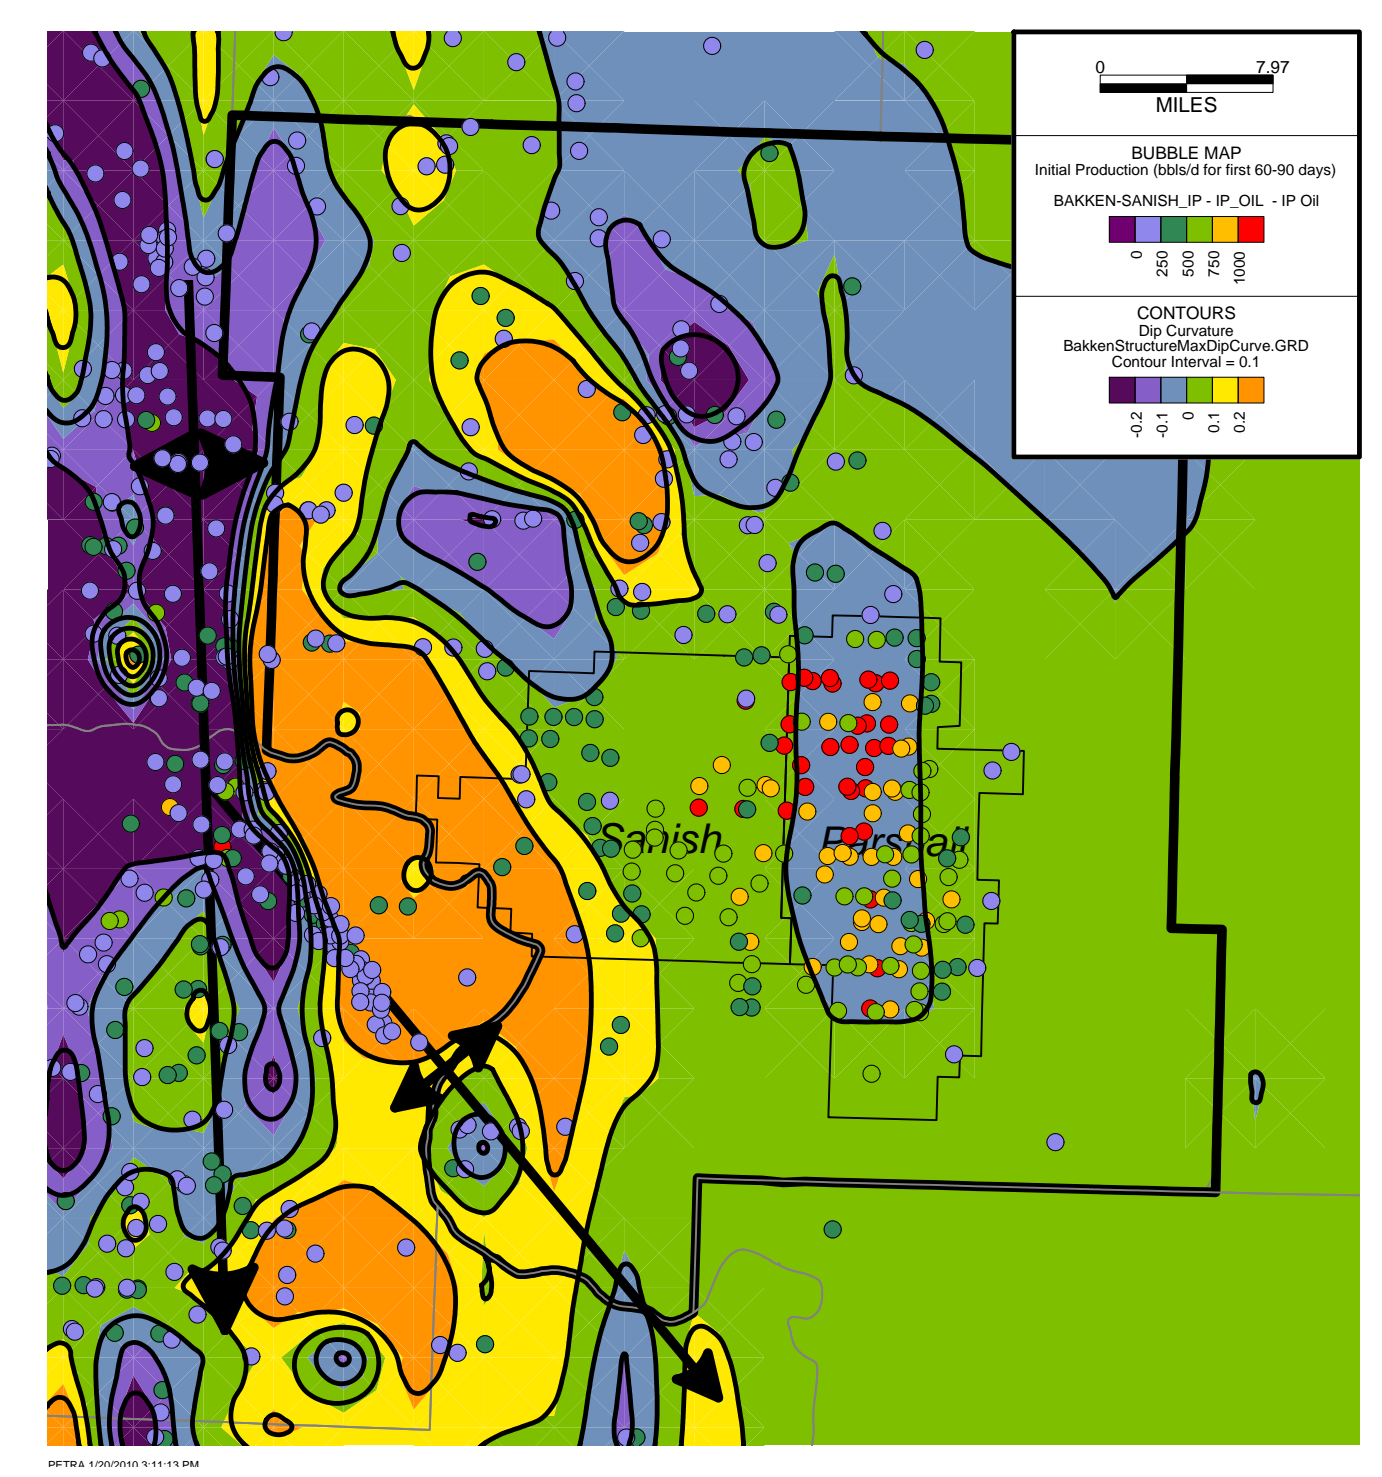 0 7.97
MILES
BUBBLE MAP
Initial Production (bbls/d for first 60-90 days)
BAKKEN-SANISH_IP - IP_OIL - IP Oil
0 250 500 750 1000
CONTOURS
Dip Curvature
BakkenStructureMaxDipCurve.GRD
Contour Interval = 0.1
-0.2 -0.1 0 0.1 0.2
Sanish Parshall
PETRA 1/20/2010 3:11:13 PM